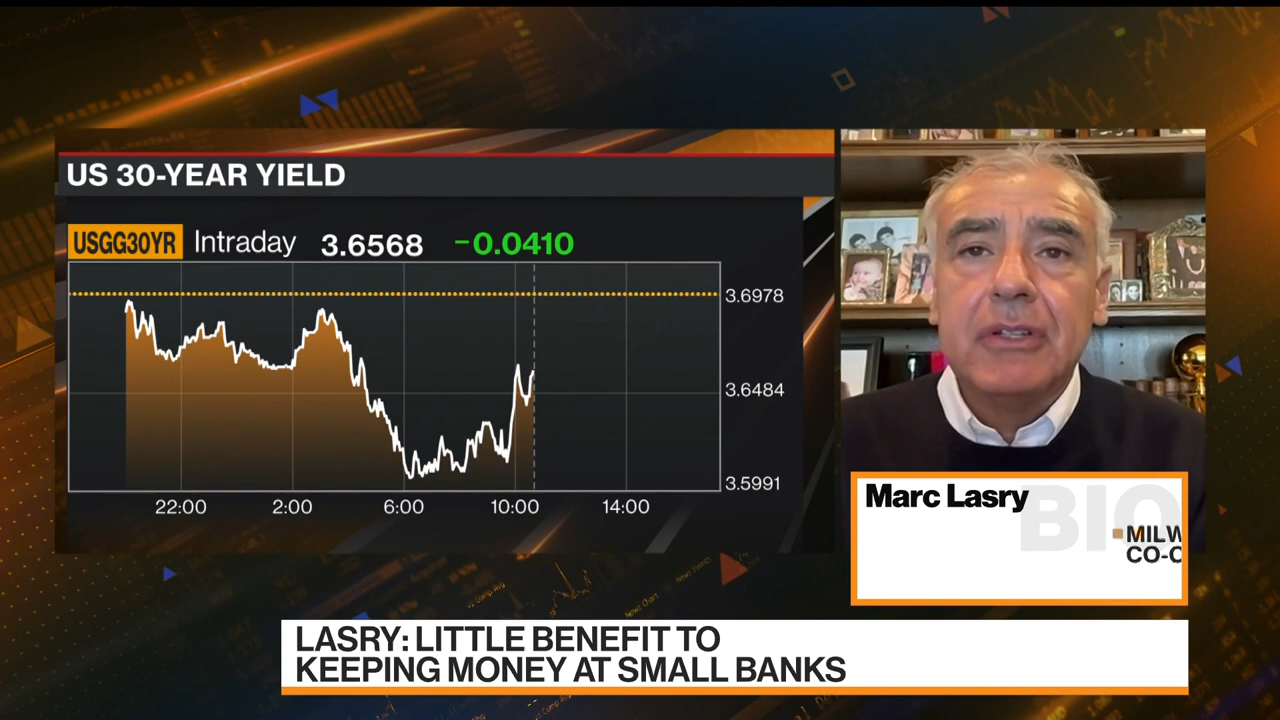 US 30-YEAR YIELD
USGG30YR Intraday 3.6568 -0.0410
3.6978
3.6484
3.5991
22:00 2:00 6:00 10:00 14:00
BIO
Marc Lasry
MILW
CO-C
LASRY: LITTLE BENEFIT TO
KEEPING MONEY AT SMALL BANKS